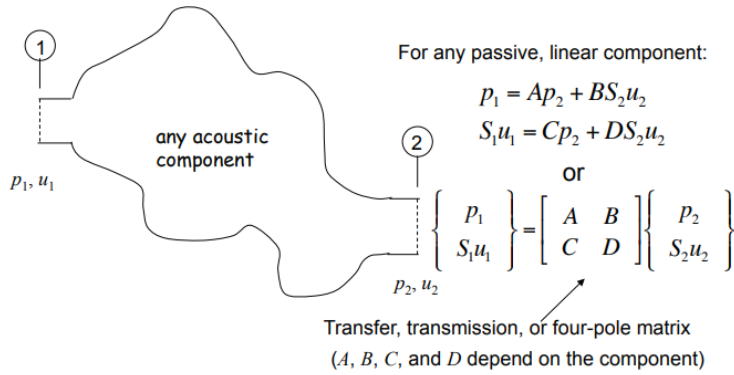 1
For any passive, linear component:
p₁ = Ap₂ + BS₂u₂
S₁u₁ = Cp₂ + DS₂u₂
or
any acoustic
component
2
p₁, u₁
{ p₁ } = [ A B ] { p₂ }
{ S₁u₁ } [ C D ] { S₂u₂ }
p₂, u₂
Transfer, transmission, or four-pole matrix
(A, B, C, and D depend on the component)